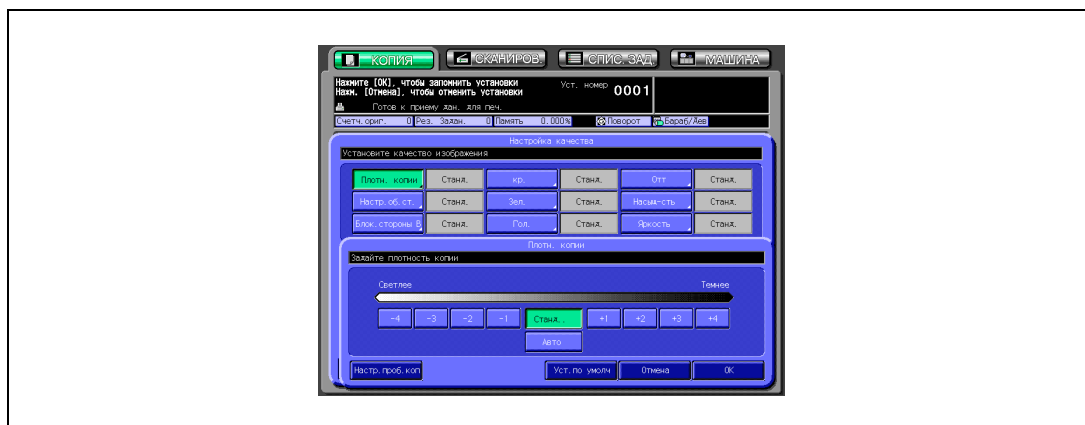 КОПИЯ СКАНИРОВ. СПИС. ЗАД. МАШИНА
Нажмите [ОК], чтобы запомнить установки
Нажм. [Отмена], чтобы отменить установки
Уст. номер 0001
Готов к приему дан. для печ.
Счетч. ориг. 0 Рез. Задан. 0 Память 0.000% Поворот Бараб/Лев
Настройка качества
Установите качество изображения
Плотн. копии Станд. кр. Станд. Отт Станд.
Настр. об. ст. Станд. Зел. Станд. Насыщ-сть Станд.
Блок. стороны В Станд. Гол. Станд. Яркость Станд.
Плотн. копии
Задайте плотность копии
Светлее Темнее
-4 -3 -2 -1 Станд. +1 +2 +3 +4
Авто
Настр. проб. коп Уст. по умолч Отмена ОК